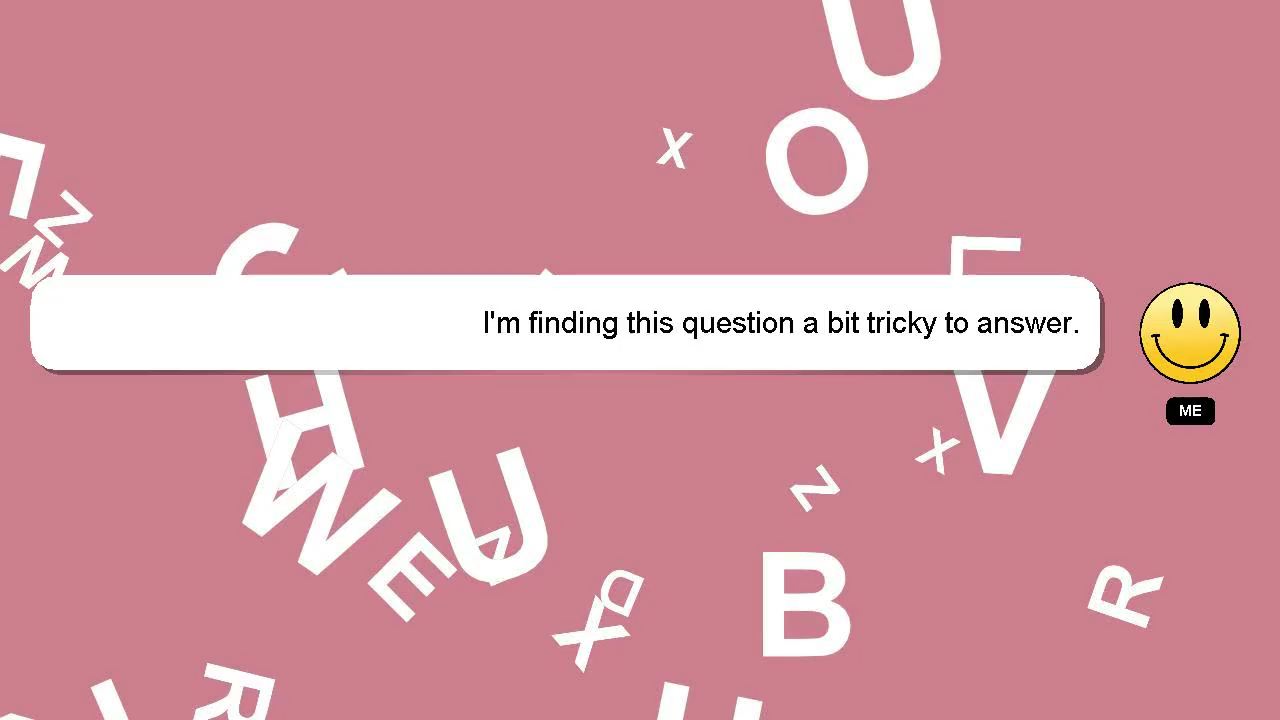 U
O
X
Z
M
I'm finding this question a bit tricky to answer.
ME
H
V
X
W
U
Z
E
D
X
B
R
R